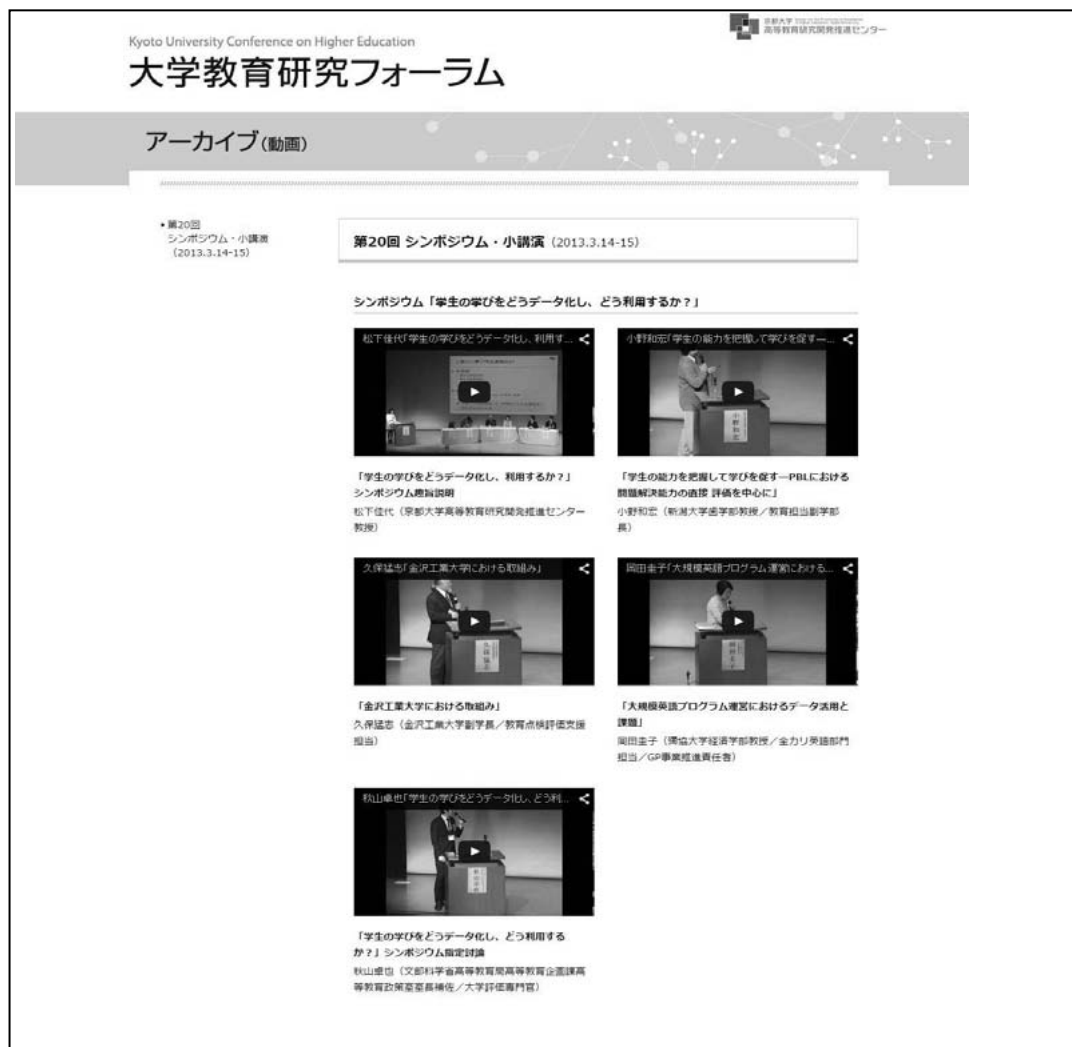 京都大学
高等教育研究開発推進センター
Kyoto University Conference on Higher Education
大学教育研究フォーラム
アーカイブ(動画)
・第20回
シンポジウム・小講演
(2013.3.14-15)
第20回 シンポジウム・小講演 (2013.3.14-15)
シンポジウム「学生の学びをどうデータ化し、どう利用するか？」
松下佳代「学生の学びをどうデータ化し、利用す...
「学生の学びをどうデータ化し、利用するか？」
シンポジウム趣旨説明
松下佳代（京都大学高等教育研究開発推進センター
教授）
小野和宏「学生の能力を把握して学びを促す―...
小野和宏
「学生の能力を把握して学びを促す―PBLにおける
問題解決能力の直接 評価を中心に」
小野和宏（新潟大学歯学部教授／教育担当副学部
長）
久保猛志「金沢工業大学における取組み」
久保猛志
「金沢工業大学における取組み」
久保猛志（金沢工業大学副学長／教育点検評価支援
担当）
岡田圭子「大規模英語プログラム運営における...
岡田圭子
「大規模英語プログラム運営におけるデータ活用と
課題」
岡田圭子（獨協大学経済学部教授／全カリ英語部門
担当／GP事業推進責任者）
秋山卓也「学生の学びをどうデータ化し、どう利...
「学生の学びをどうデータ化し、どう利用する
か？」シンポジウム指定討論
秋山卓也（文部科学省高等教育局高等教育企画課高
等教育政策室室長補佐／大学評価専門官）